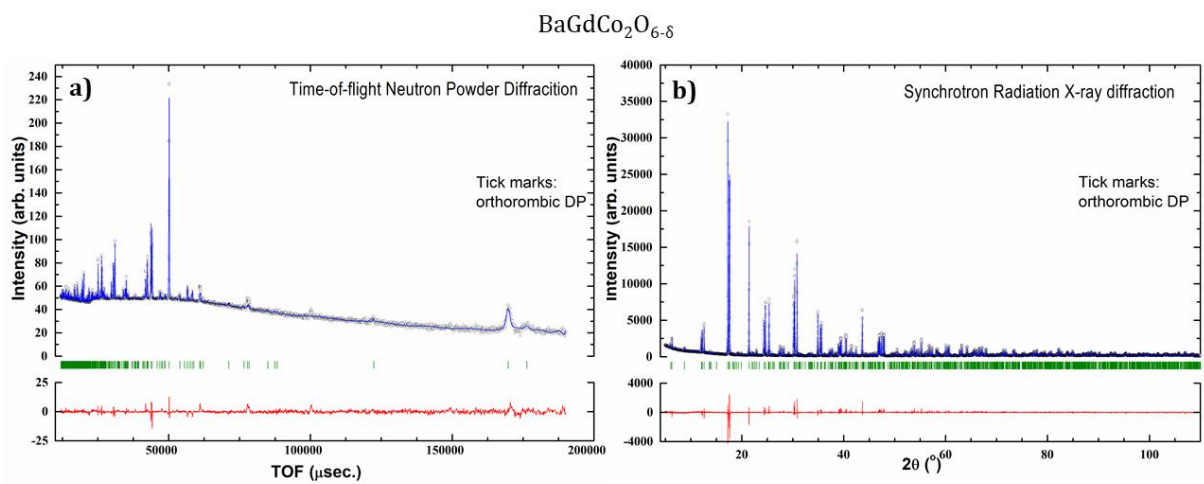 BaGdCo₂O₆₋δ
a)
Time-of-flight Neutron Powder Diffracition
Tick marks:
orthorombic DP
Intensity (arb. units)
240
220
200
180
160
140
120
100
80
60
40
20
0
25
0
-25
50000
100000
150000
200000
TOF (μsec.)
b)
Synchrotron Radiation X-ray diffraction
Tick marks:
orthorombic DP
Intensity (arb. units)
40000
35000
30000
25000
20000
15000
10000
5000
0
4000
0
-4000
20
40
60
80
100
2θ (°)